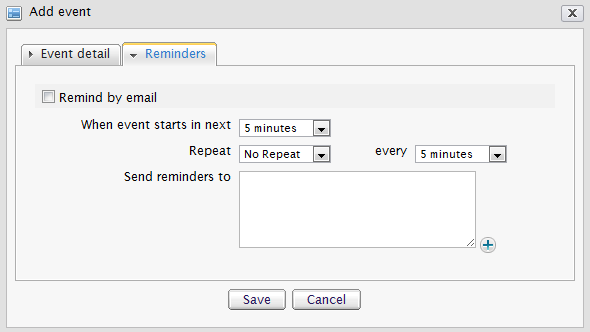 Add event
Event detail Reminders
Remind by email
When event starts in next 5 minutes
Repeat No Repeat every 5 minutes
Send reminders to
Save Cancel